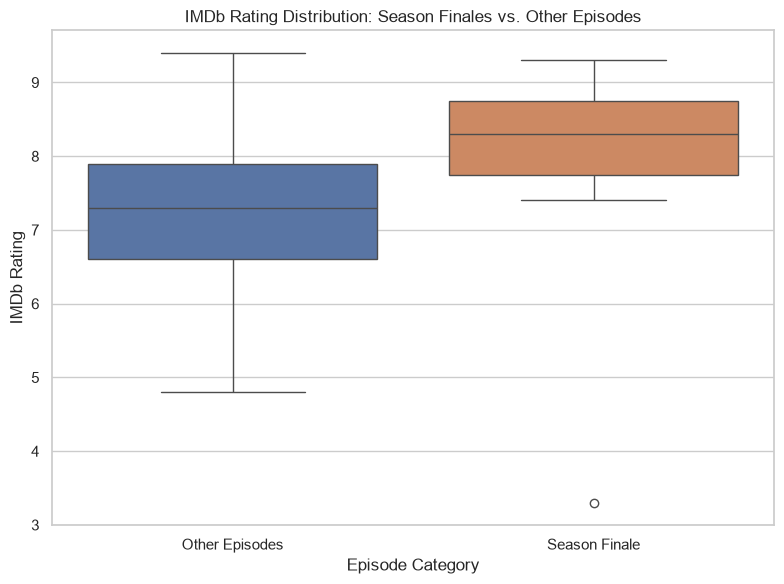 IMDb Rating Distribution: Season Finales vs. Other Episodes
IMDb Rating
9
8
7
6
5
4
3
Other Episodes
Season Finale
Episode Category